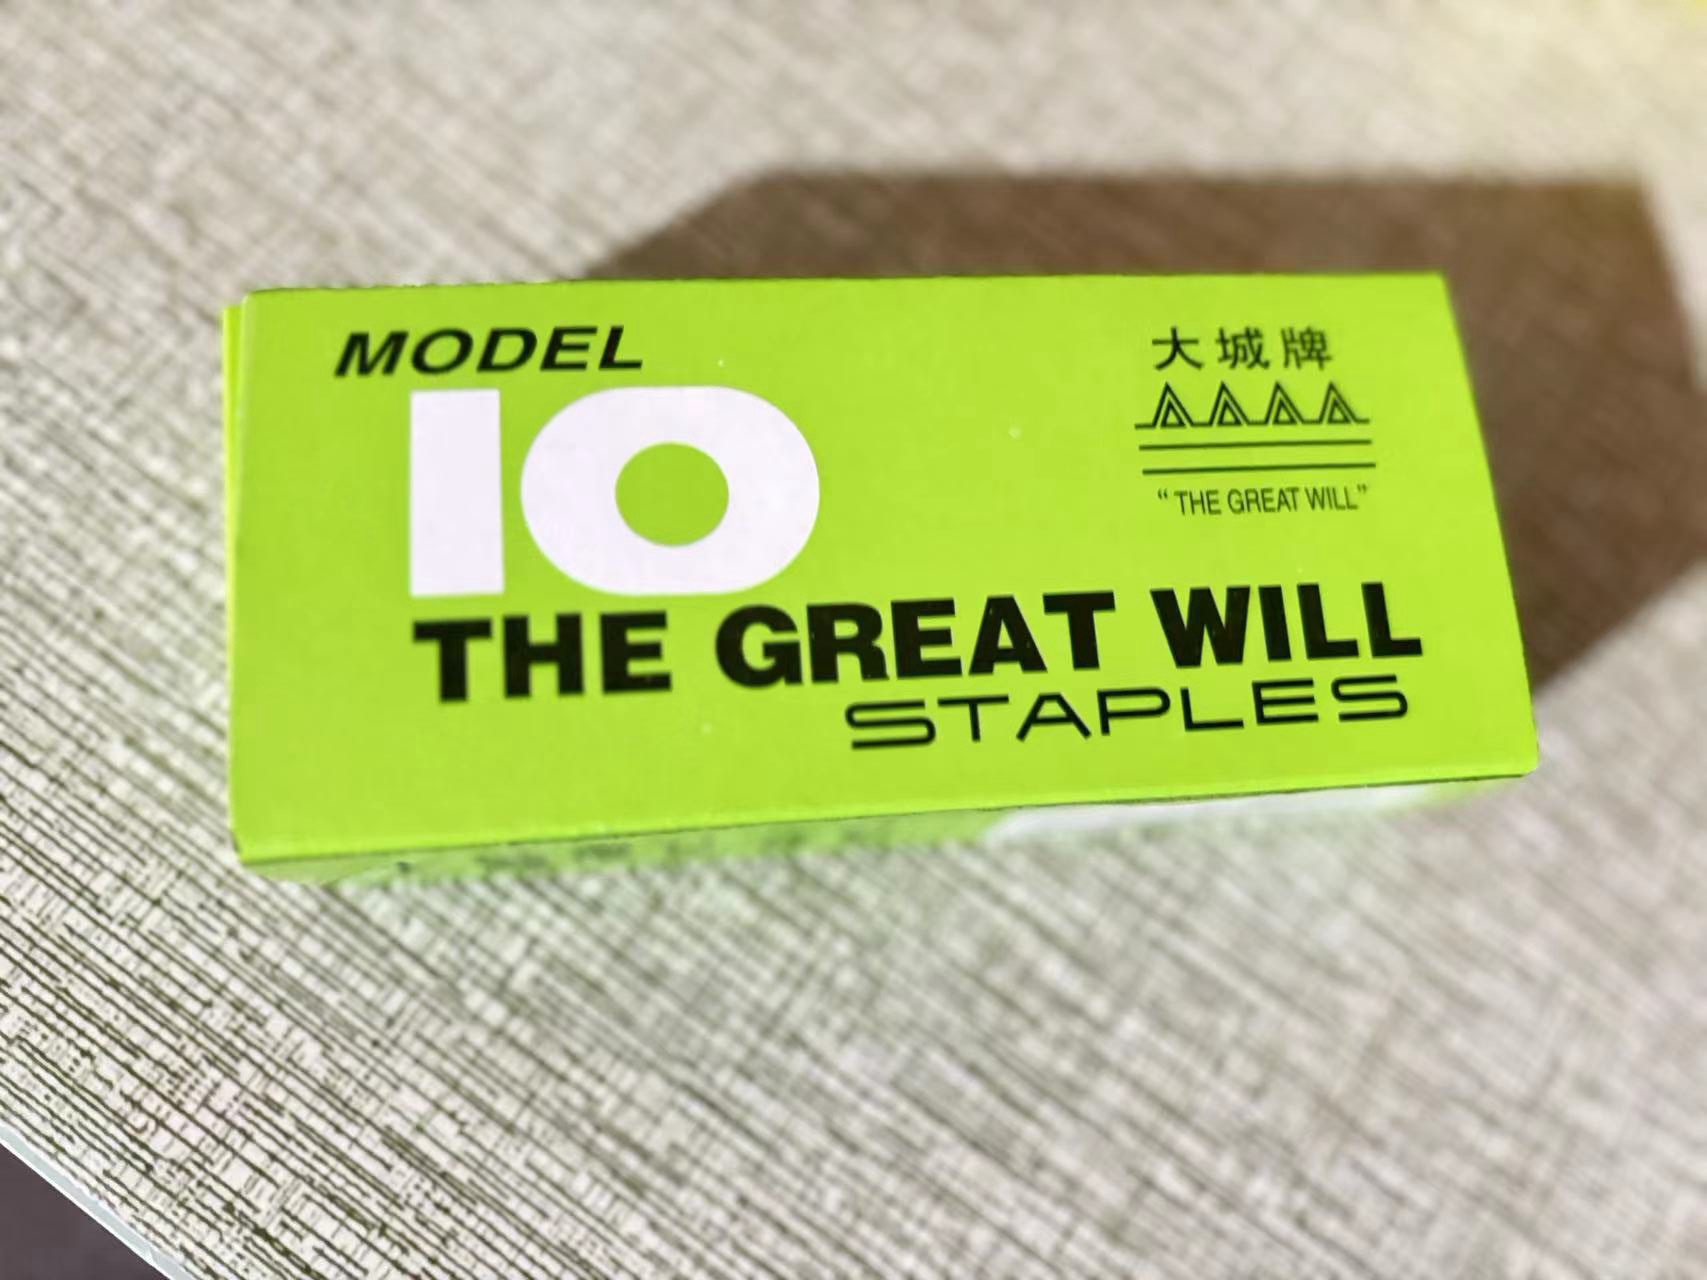 MODEL
10
大城牌
“THE GREAT WILL”
THE GREAT WILL
STAPLES